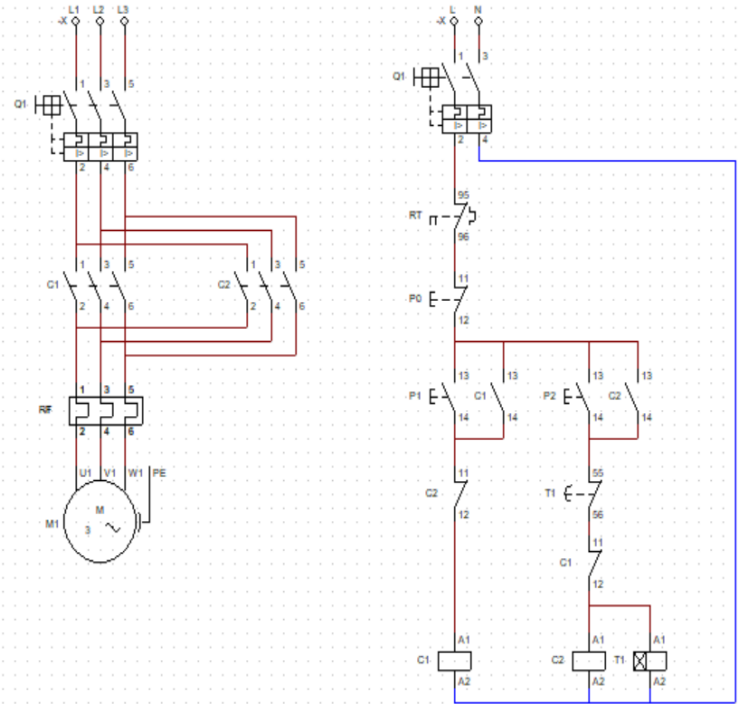 L1 L2 L3
-X
Q1
1 3 5
I> I> I>
2 4 6
C1
1 3 5
2 4 6
C2
1 3 5
2 4 6
1 3 5
2 4 6
U1 V1 W1 PE
M1
M
3
L N
-X
Q1
1 3
I> I>
2 4
RT
95
96
P0
11
12
P1
13
14
C1
13
14
P2
13
14
C2
13
14
C2
11
12
T1
55
56
C1
11
12
C1
A1
A2
C2
A1
A2
T1
A1
A2